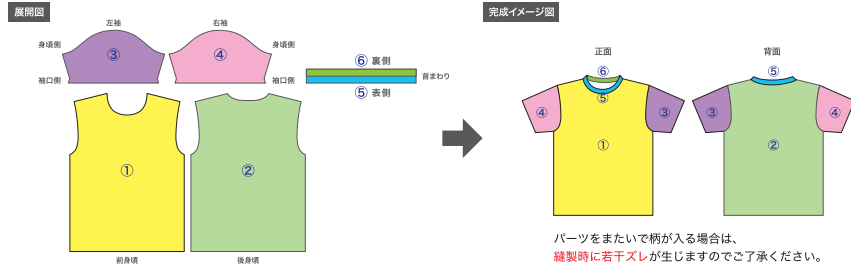 展開図
左袖
右袖
身頃側
③
④
身頃側
袖口側
袖口側
⑥ 裏側
⑤ 表側
首まわり
①
②
前身頃
後身頃
完成イメージ図
正面
背面
⑥
⑤
④
③
①
⑤
③
④
②
パーツをまたいで柄が入る場合は、
縫製時に若干ズレが生じますのでご了承ください。